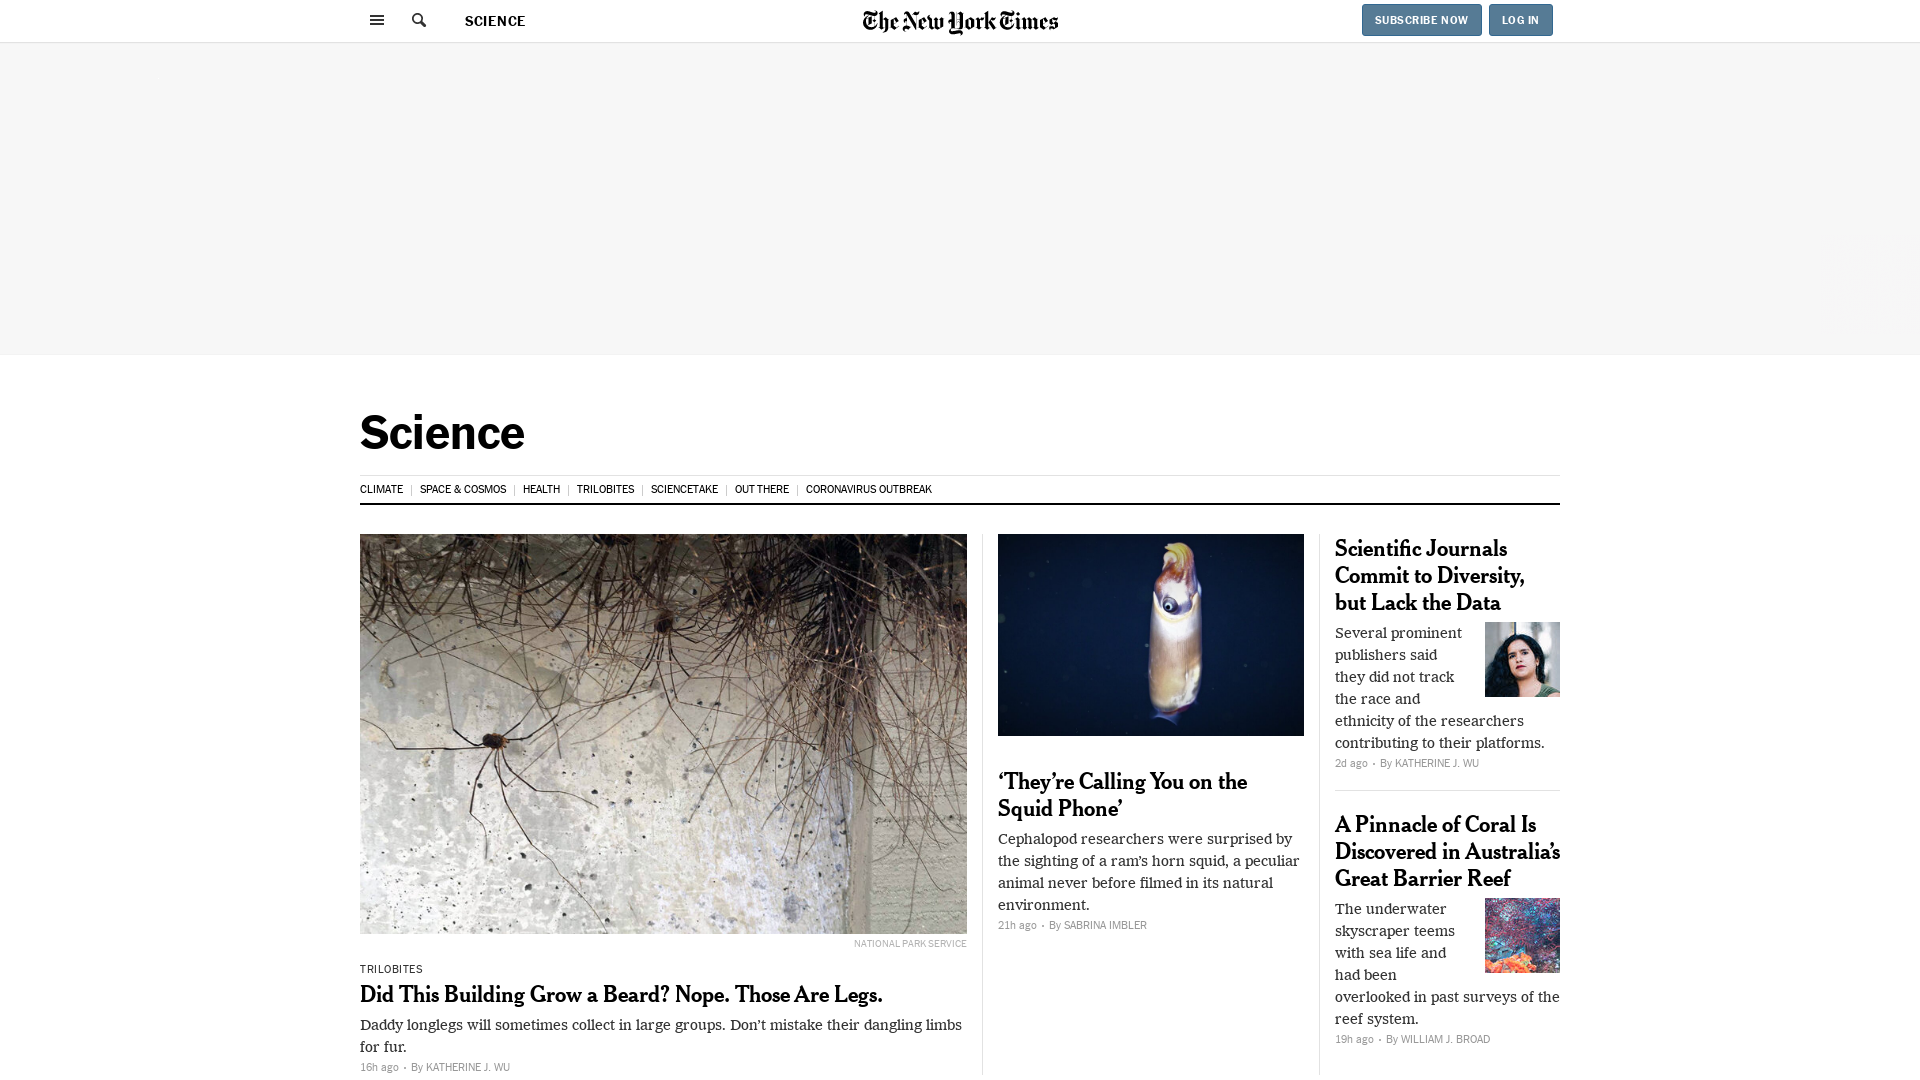 SCIENCE
The New York Times
SUBSCRIBE NOW
LOG IN
Science
CLIMATE
SPACE & COSMOS
HEALTH
TRILOBITES
SCIENCETAKE
OUT THERE
CORONAVIRUS OUTBREAK
NATIONAL PARK SERVICE
TRILOBITES
Did This Building Grow a Beard? Nope. Those Are Legs.
Daddy longlegs will sometimes collect in large groups. Don’t mistake their dangling limbs
for fur.
16h ago • By KATHERINE J. WU
‘They’re Calling You on the
Squid Phone’
Cephalopod researchers were surprised by
the sighting of a ram’s horn squid, a peculiar
animal never before filmed in its natural
environment.
21h ago • By SABRINA IMBLER
Scientific Journals
Commit to Diversity,
but Lack the Data
Several prominent
publishers said
they did not track
the race and
ethnicity of the researchers
contributing to their platforms.
2d ago • By KATHERINE J. WU
A Pinnacle of Coral Is
Discovered in Australia’s
Great Barrier Reef
The underwater
skyscraper teems
with sea life and
had been
overlooked in past surveys of the
reef system.
19h ago • By WILLIAM J. BROAD